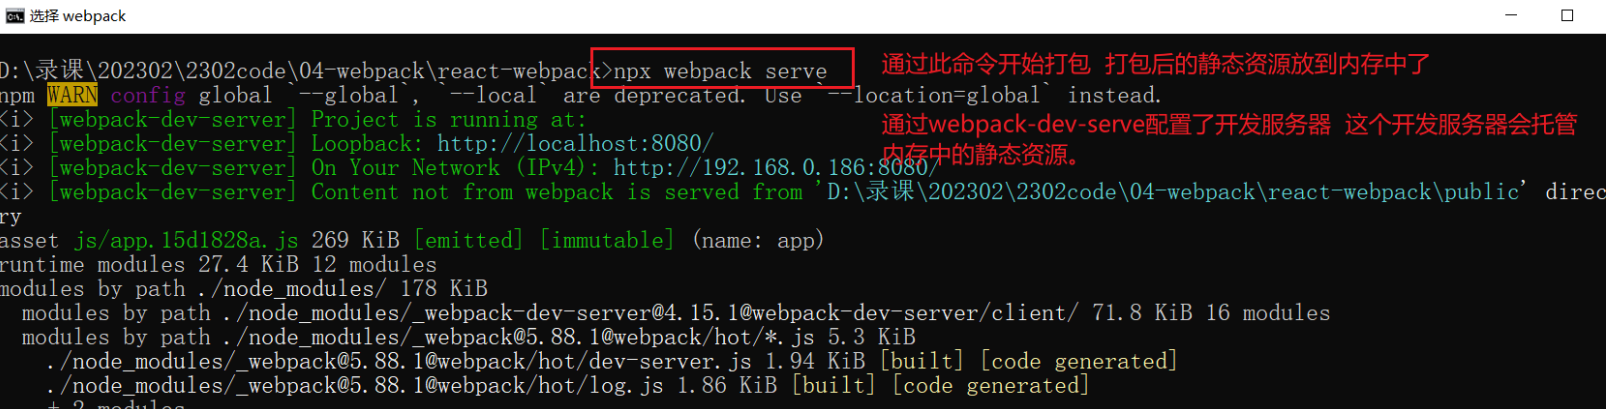 选择 webpack
D:\录课\202302\2302code\04-webpack\react-webpack>npx webpack serve
通过此命令开始打包 打包后的静态资源放到内存中了
npm WARN config global `--global`, `--local` are deprecated. Use `--location=global` instead.
<i> [webpack-dev-server] Project is running at:
通过webpack-dev-serve配置了开发服务器 这个开发服务器会托管
<i> [webpack-dev-server] Loopback: http://localhost:8080/
内存中的静态资源。
<i> [webpack-dev-server] On Your Network (IPv4): http://192.168.0.186:8080/
<i> [webpack-dev-server] Content not from webpack is served from 'D:\录课\202302\2302code\04-webpack\react-webpack\public' direc
ry
asset js/app.15d1828a.js 269 KiB [emitted] [immutable] (name: app)
runtime modules 27.4 KiB 12 modules
modules by path ./node_modules/ 178 KiB
modules by path ./node_modules/_webpack-dev-server@4.15.1@webpack-dev-server/client/ 71.8 KiB 16 modules
modules by path ./node_modules/_webpack@5.88.1@webpack/hot/*.js 5.3 KiB
./node_modules/_webpack@5.88.1@webpack/hot/dev-server.js 1.94 KiB [built] [code generated]
./node_modules/_webpack@5.88.1@webpack/hot/log.js 1.86 KiB [built] [code generated]
+ 2 modules